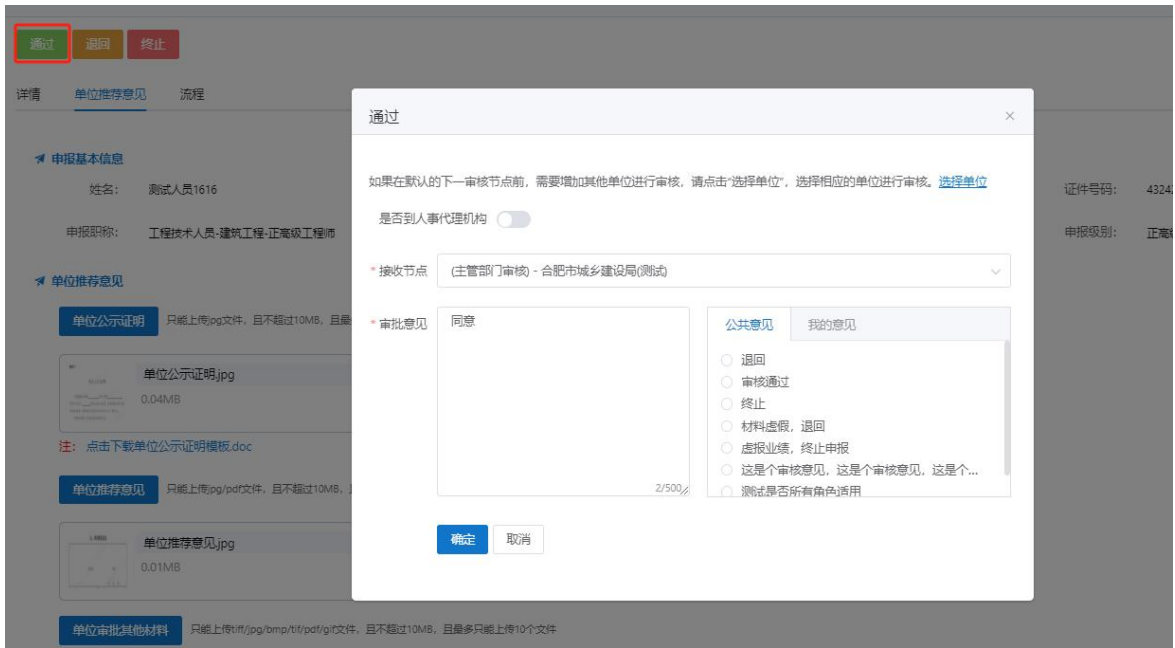 通过 退回 终止
详情 单位推荐意见 流程
通过
申报基本信息
如果在默认的下一审核节点前，需要增加其他单位进行审核，请点击“选择单位”，选择相应的单位进行审核。选择单位
姓名： 测试人员1616
证件号码： 4324
是否到人事代理机构
申报职称： 工程技术人员-建筑工程-正高级工程师
申报级别： 正高
* 接收节点 (主管部门审核) - 合肥市城乡建设局(测试)
单位推荐意见
单位公示证明 只能上传jpg文件，且不超过10MB，且最
* 审批意见 同意
公共意见 我的意见
退回
审核通过
终止
材料虚假，退回
虚报业绩，终止申报
这是个审核意见，这是个审核意见，这是个...
测试是否所有角色适用
2/500
单位公示证明.jpg
0.04MB
注： 点击下载单位公示证明模板.doc
单位推荐意见 只能上传jpg/pdf文件，且不超过10MB，
确定 取消
单位推荐意见.jpg
0.01MB
单位审批其他材料 只能上传tiff/jpg/bmp/tif/pdf/gif文件，且不超过10MB，且最多只能上传10个文件